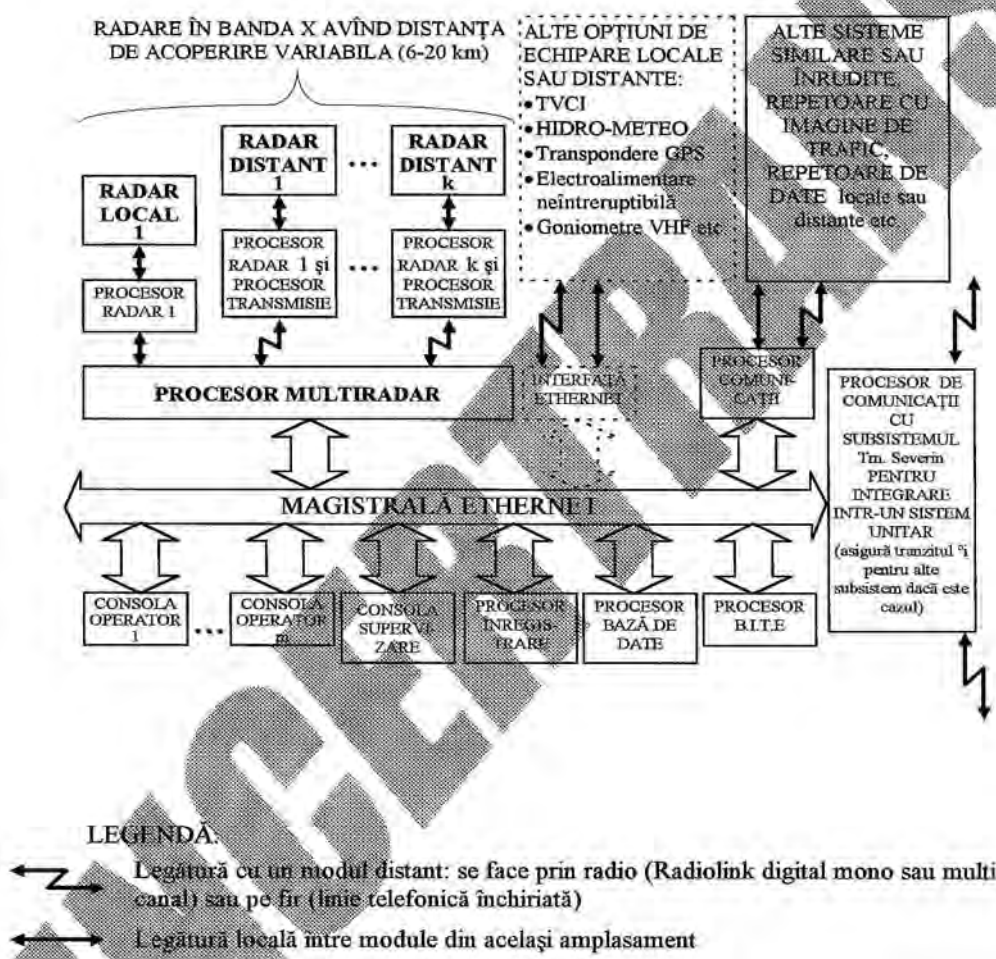 RADARE ÎN BANDA X AVÎND DISTANȚA
DE ACOPERIRE VARIABILA (6-20 km)
ALTE OPȚIUNI DE
ECHIPARE LOCALE
SAU DISTANTE:
•TVCI
•HIDRO-METEO
•Transpondere GPS
•Electroalimentare
neîntreruptibilă
•Goniometre VHF etc
ALTE SISTEME
SIMILARE SAU
ÎNRUDITE,
REPETOARE CU
IMAGINE DE
TRAFIC,
REPETOARE DE
DATE locale sau
distante etc.
RADAR
LOCAL
1
RADAR
DISTANT
1
...
RADAR
DISTANT
k
PROCESOR
RADAR 1
PROCESOR
RADAR 1 și
PROCESOR
TRANSMISIE
...
PROCESOR
RADAR k și
PROCESOR
TRANSMISIE
PROCESOR MULTIRADAR
INTERFAȚĂ
ETHERNET
PROCESOR
COMUNI-
CAȚII
PROCESOR DE
COMUNICAȚII
CU
SUBSISTEMUL
Tm. Severin
PENTRU
INTEGRARE
INTR-UN SISTEM
UNITAR
(asigură tranzitul °i
pentru alte
subsistem dacă este
cazul)
MAGISTRALĂ ETHERNET
CONSOLA
OPERATOR
1
...
CONSOLA
OPERATOR
m
CONSOLA
SUPERVI-
ZARE
PROCESOR
ÎNREGIS-
TRARE
PROCESOR
BAZĂ DE
DATE
PROCESOR
B.I.T.E
LEGENDĂ:
Legătură cu un modul distant: se face prin radio (Radiolink digital mono sau multi
canal) sau pe fir (linie telefonică închiriată)
Legătură locală între module din același amplasament